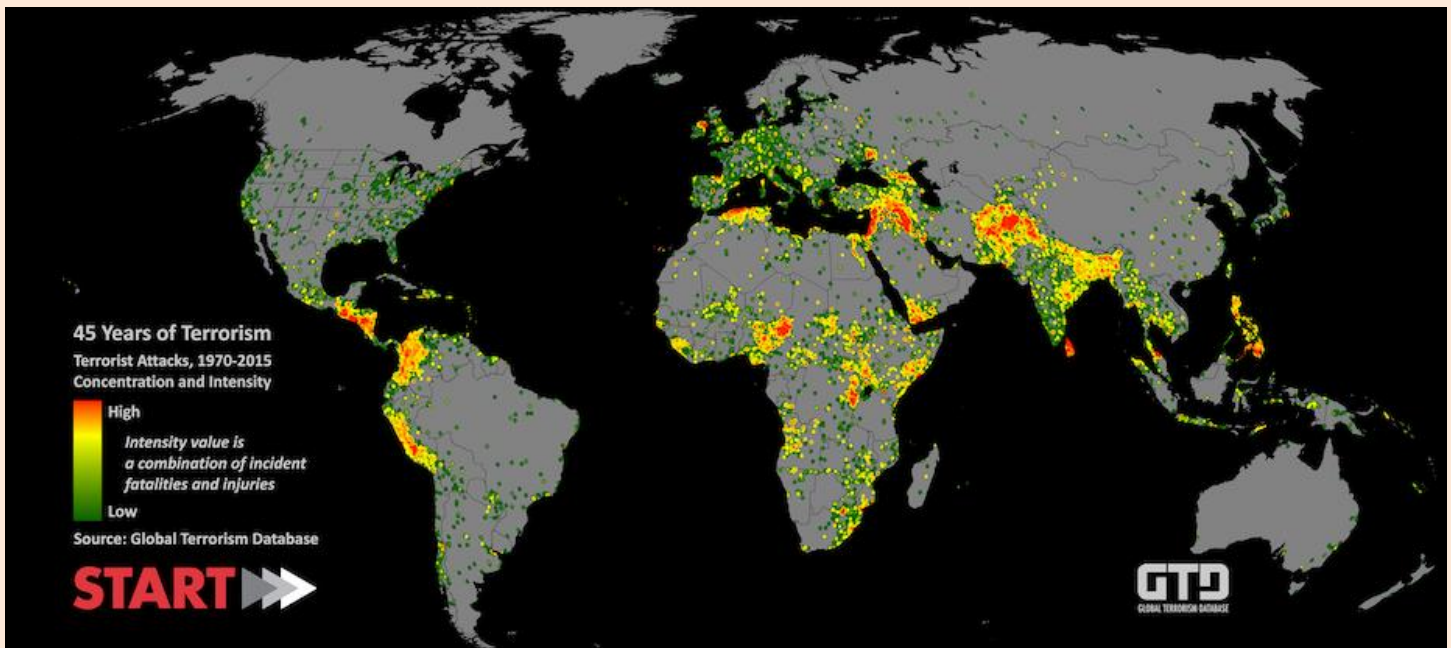 45 Years of Terrorism
Terrorist Attacks, 1970-2015
Concentration and Intensity
High
Intensity value is
a combination of incident
fatalities and injuries
Low
Source: Global Terrorism Database
START
GTD
GLOBAL TERRORISM DATABASE